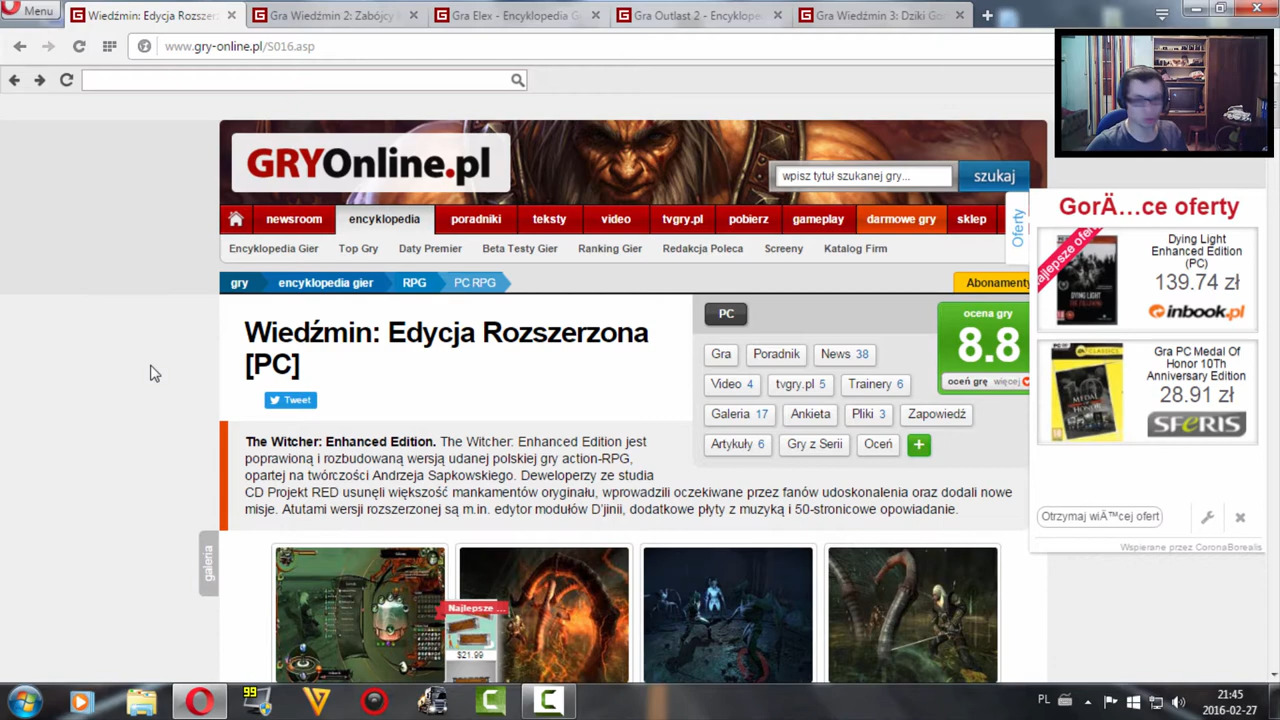 Menu
Wiedźmin: Edycja Rozszerz
Gra Wiedźmin 2: Zabójcy
Gra Elex - Encyklopedia G
Gra Outlast 2 - Encyklope
Gra Wiedźmin 3: Dziki Go
www.gry-online.pl/S016.asp
GRYOnline.pl
wpisz tytuł szukanej gry...
szukaj
newsroom
encyklopedia
poradniki
teksty
video
tvgry.pl
pobierz
gameplay
darmowe gry
sklep
Encyklopedia Gier
Top Gry
Daty Premier
Beta Testy Gier
Ranking Gier
Redakcja Poleca
Screeny
Katalog Firm
gry
encyklopedia gier
RPG
PC RPG
Abonamenty
Wiedźmin: Edycja Rozszerzona
[PC]
Tweet
PC
Gra
Poradnik
News 38
Video 4
tvgry.pl 5
Trainery 6
Galeria 17
Ankieta
Pliki 3
Zapowiedź
Artykuły 6
Gry z Serii
Oceń
+
ocena gry
8.8
oceń grę więcej
The Witcher: Enhanced Edition. The Witcher: Enhanced Edition jest
poprawioną i rozbudowaną wersją udanej polskiej gry action-RPG,
opartej na twórczości Andrzeja Sapkowskiego. Deweloperzy ze studia
CD Projekt RED usunęli większość mankamentów oryginału, wprowadzili oczekiwane przez fanów udoskonalenia oraz dodali nowe
misje. Atutami wersji rozszerzonej są m.in. edytor modułów D'jinii, dodatkowe płyty z muzyką i 50-stronicowe opowiadanie.
galeria
Najlepsze ...
$21.99
Oferty
GorÄ…ce oferty
Najlepsze ofer
Dying Light
Enhanced Edition
(PC)
139.74 zł
inbook.pl
Gra PC Medal Of
Honor 10Th
Anniversary Edition
28.91 zł
SFERIS
Otrzymaj wiÄ™cej ofert
Wspierane przez CoronaBorealis
99
PL
21:45
2016-02-27